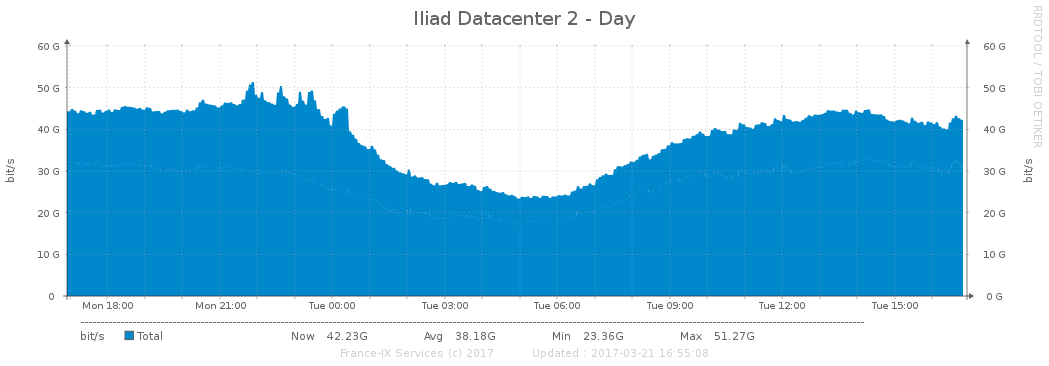 Iliad Datacenter 2 - Day
RRDTOOL / TOBI OETIKER
60 G 60 G
50 G 50 G
40 G 40 G
30 G 30 G
20 G 20 G
10 G 10 G
0 0 G
bit/s bit/s
Mon 18:00 Mon 21:00 Tue 00:00 Tue 03:00 Tue 06:00 Tue 09:00 Tue 12:00 Tue 15:00
bit/s Total Now 42.23G Avg 38.18G Min 23.36G Max 51.27G
France-IX Services (c) 2017 Updated : 2017-03-21 16:55:08